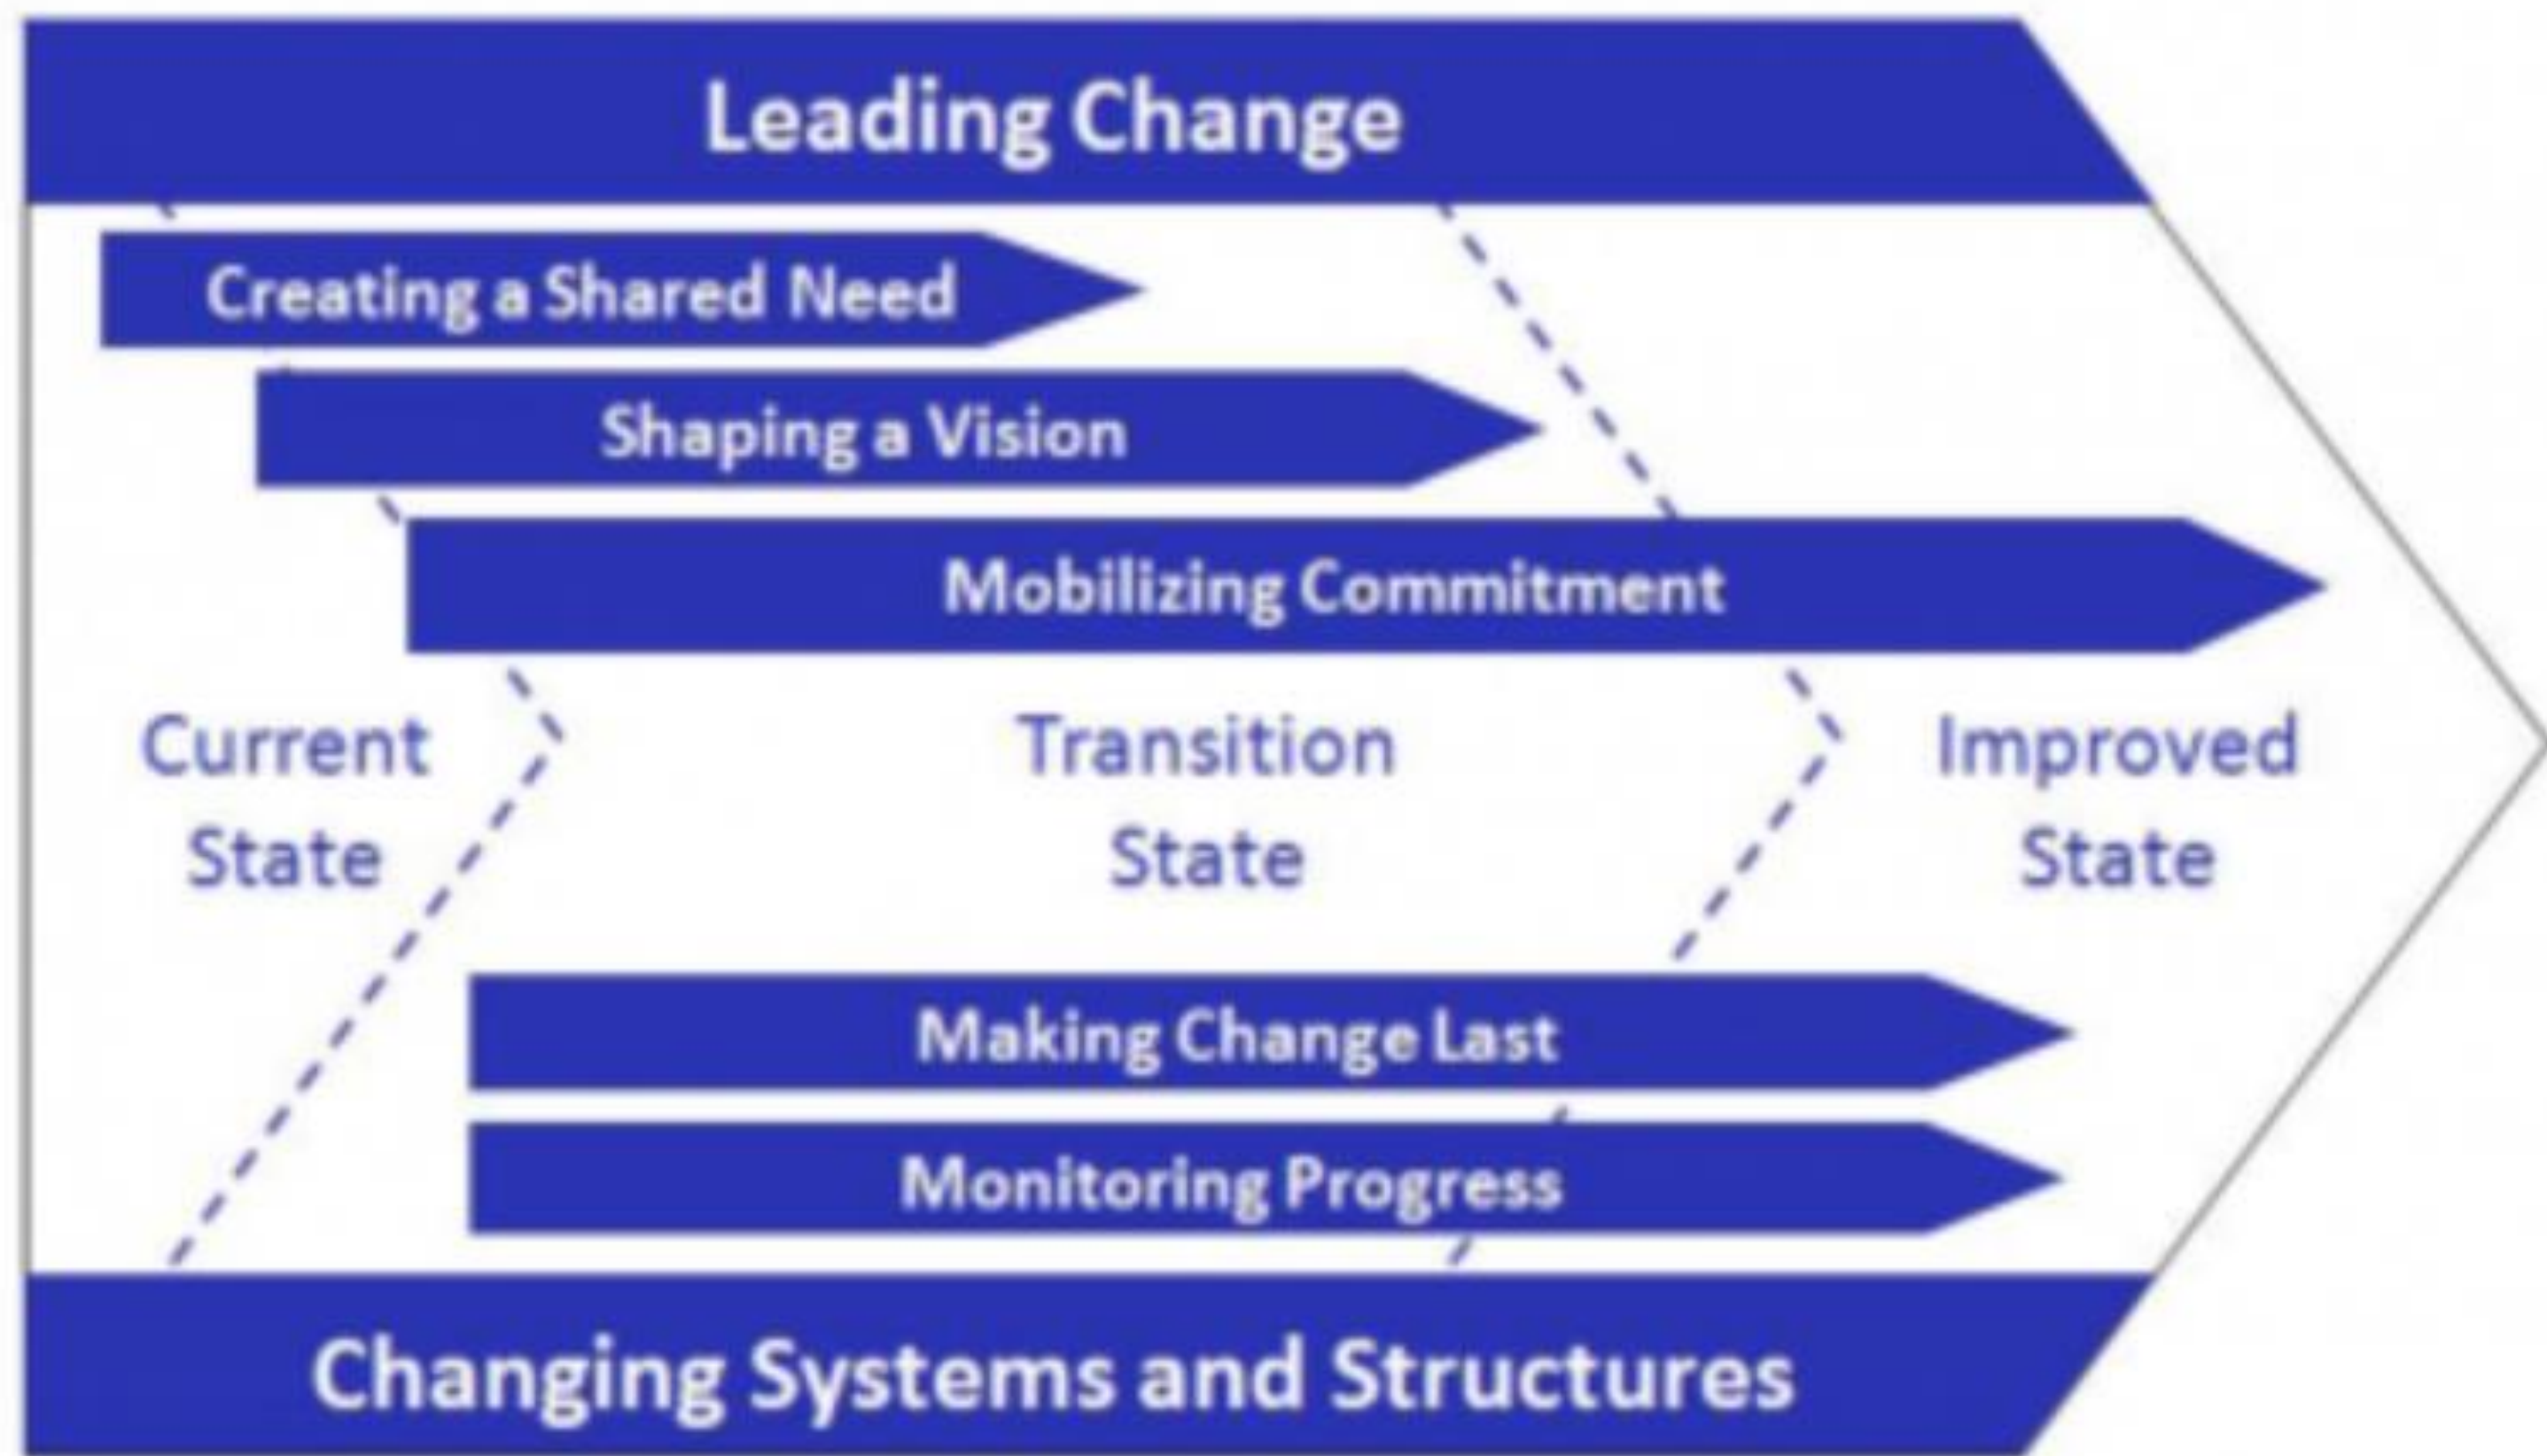 Leading Change
Creating a Shared Need
Shaping a Vision
Mobilizing Commitment
Current
State
Transition
State
Improved
State
Making Change Last
Monitoring Progress
Changing Systems and Structures